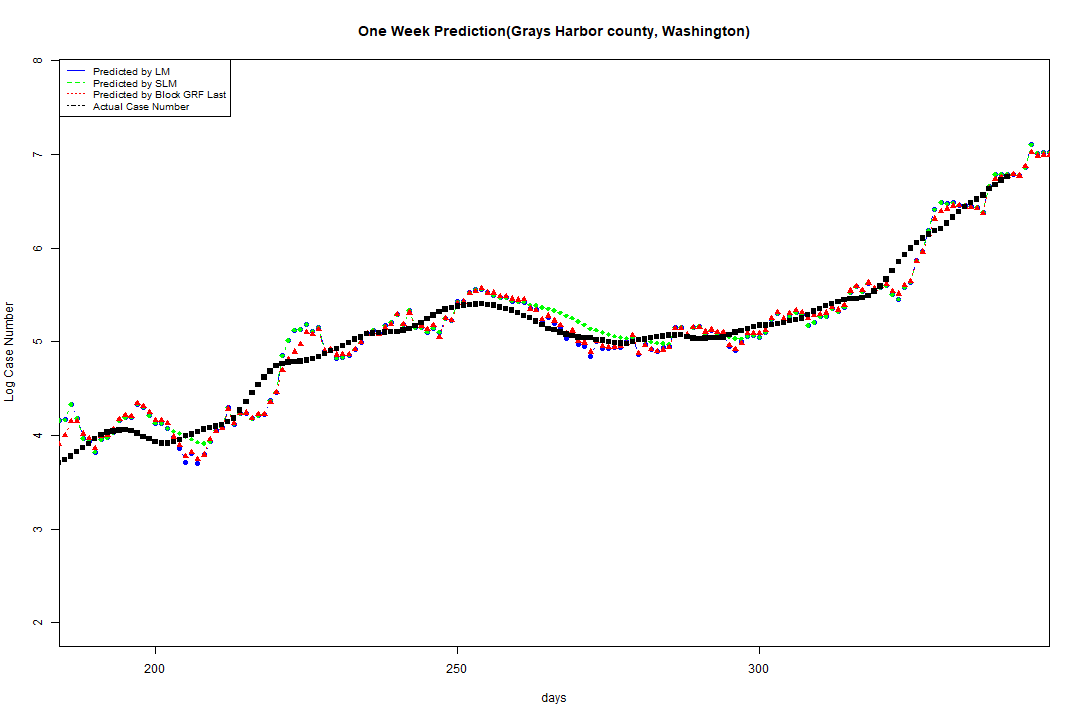 One Week Prediction(Grays Harbor county, Washington)
Predicted by LM
Predicted by SLM
Predicted by Block GRF Last
Actual Case Number
8
7
6
5
4
3
2
Log Case Number
200
250
300
days